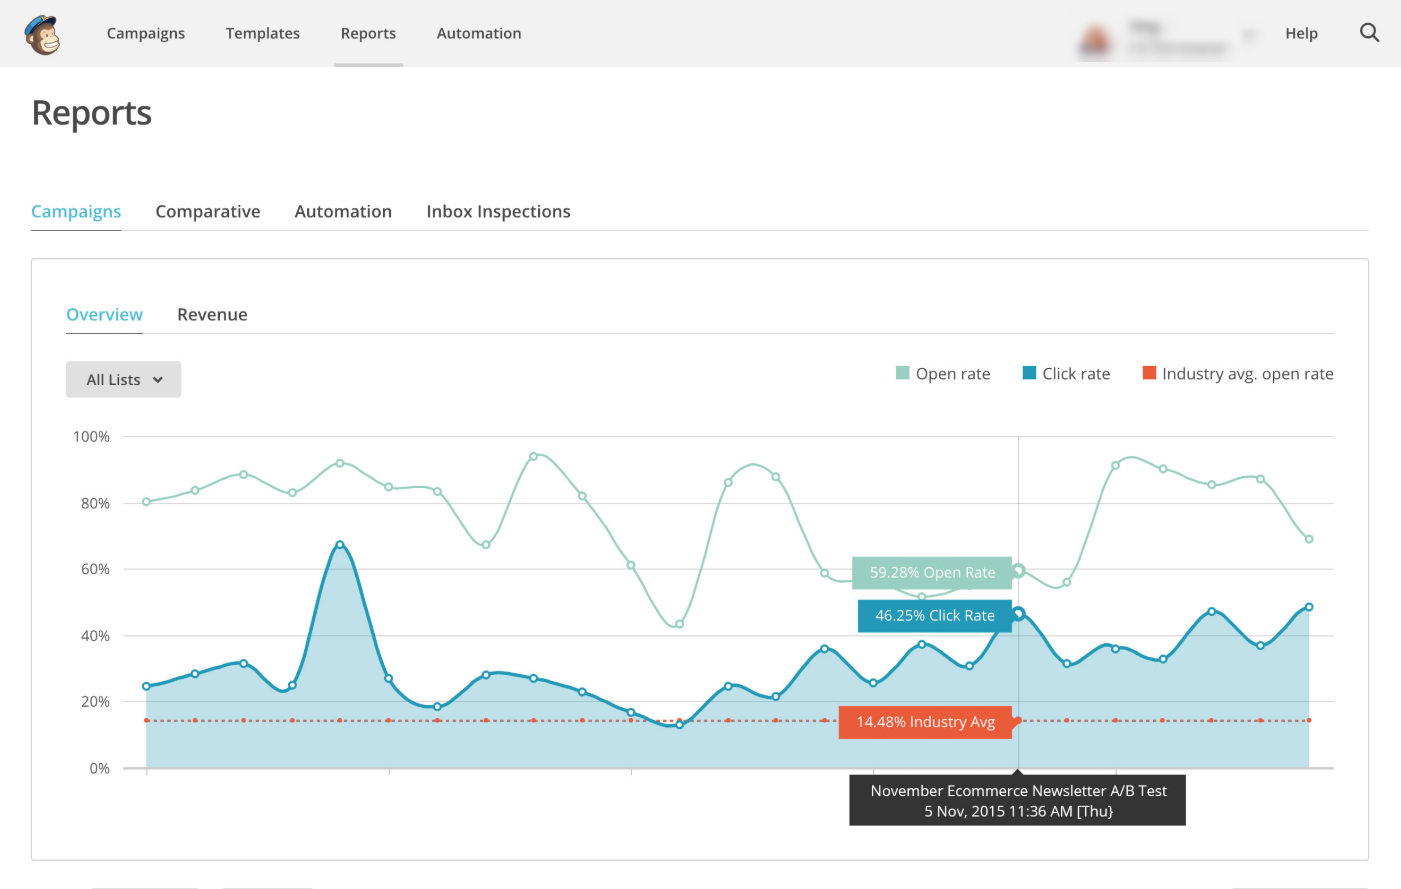 Campaigns
Templates
Reports
Automation
Help
Reports
Campaigns
Comparative
Automation
Inbox Inspections
Overview
Revenue
All Lists
Open rate
Click rate
Industry avg. open rate
100%
80%
60%
40%
20%
0%
59.28% Open Rate
46.25% Click Rate
14.48% Industry Avg
November Ecommerce Newsletter A/B Test
5 Nov, 2015 11:36 AM [Thu}